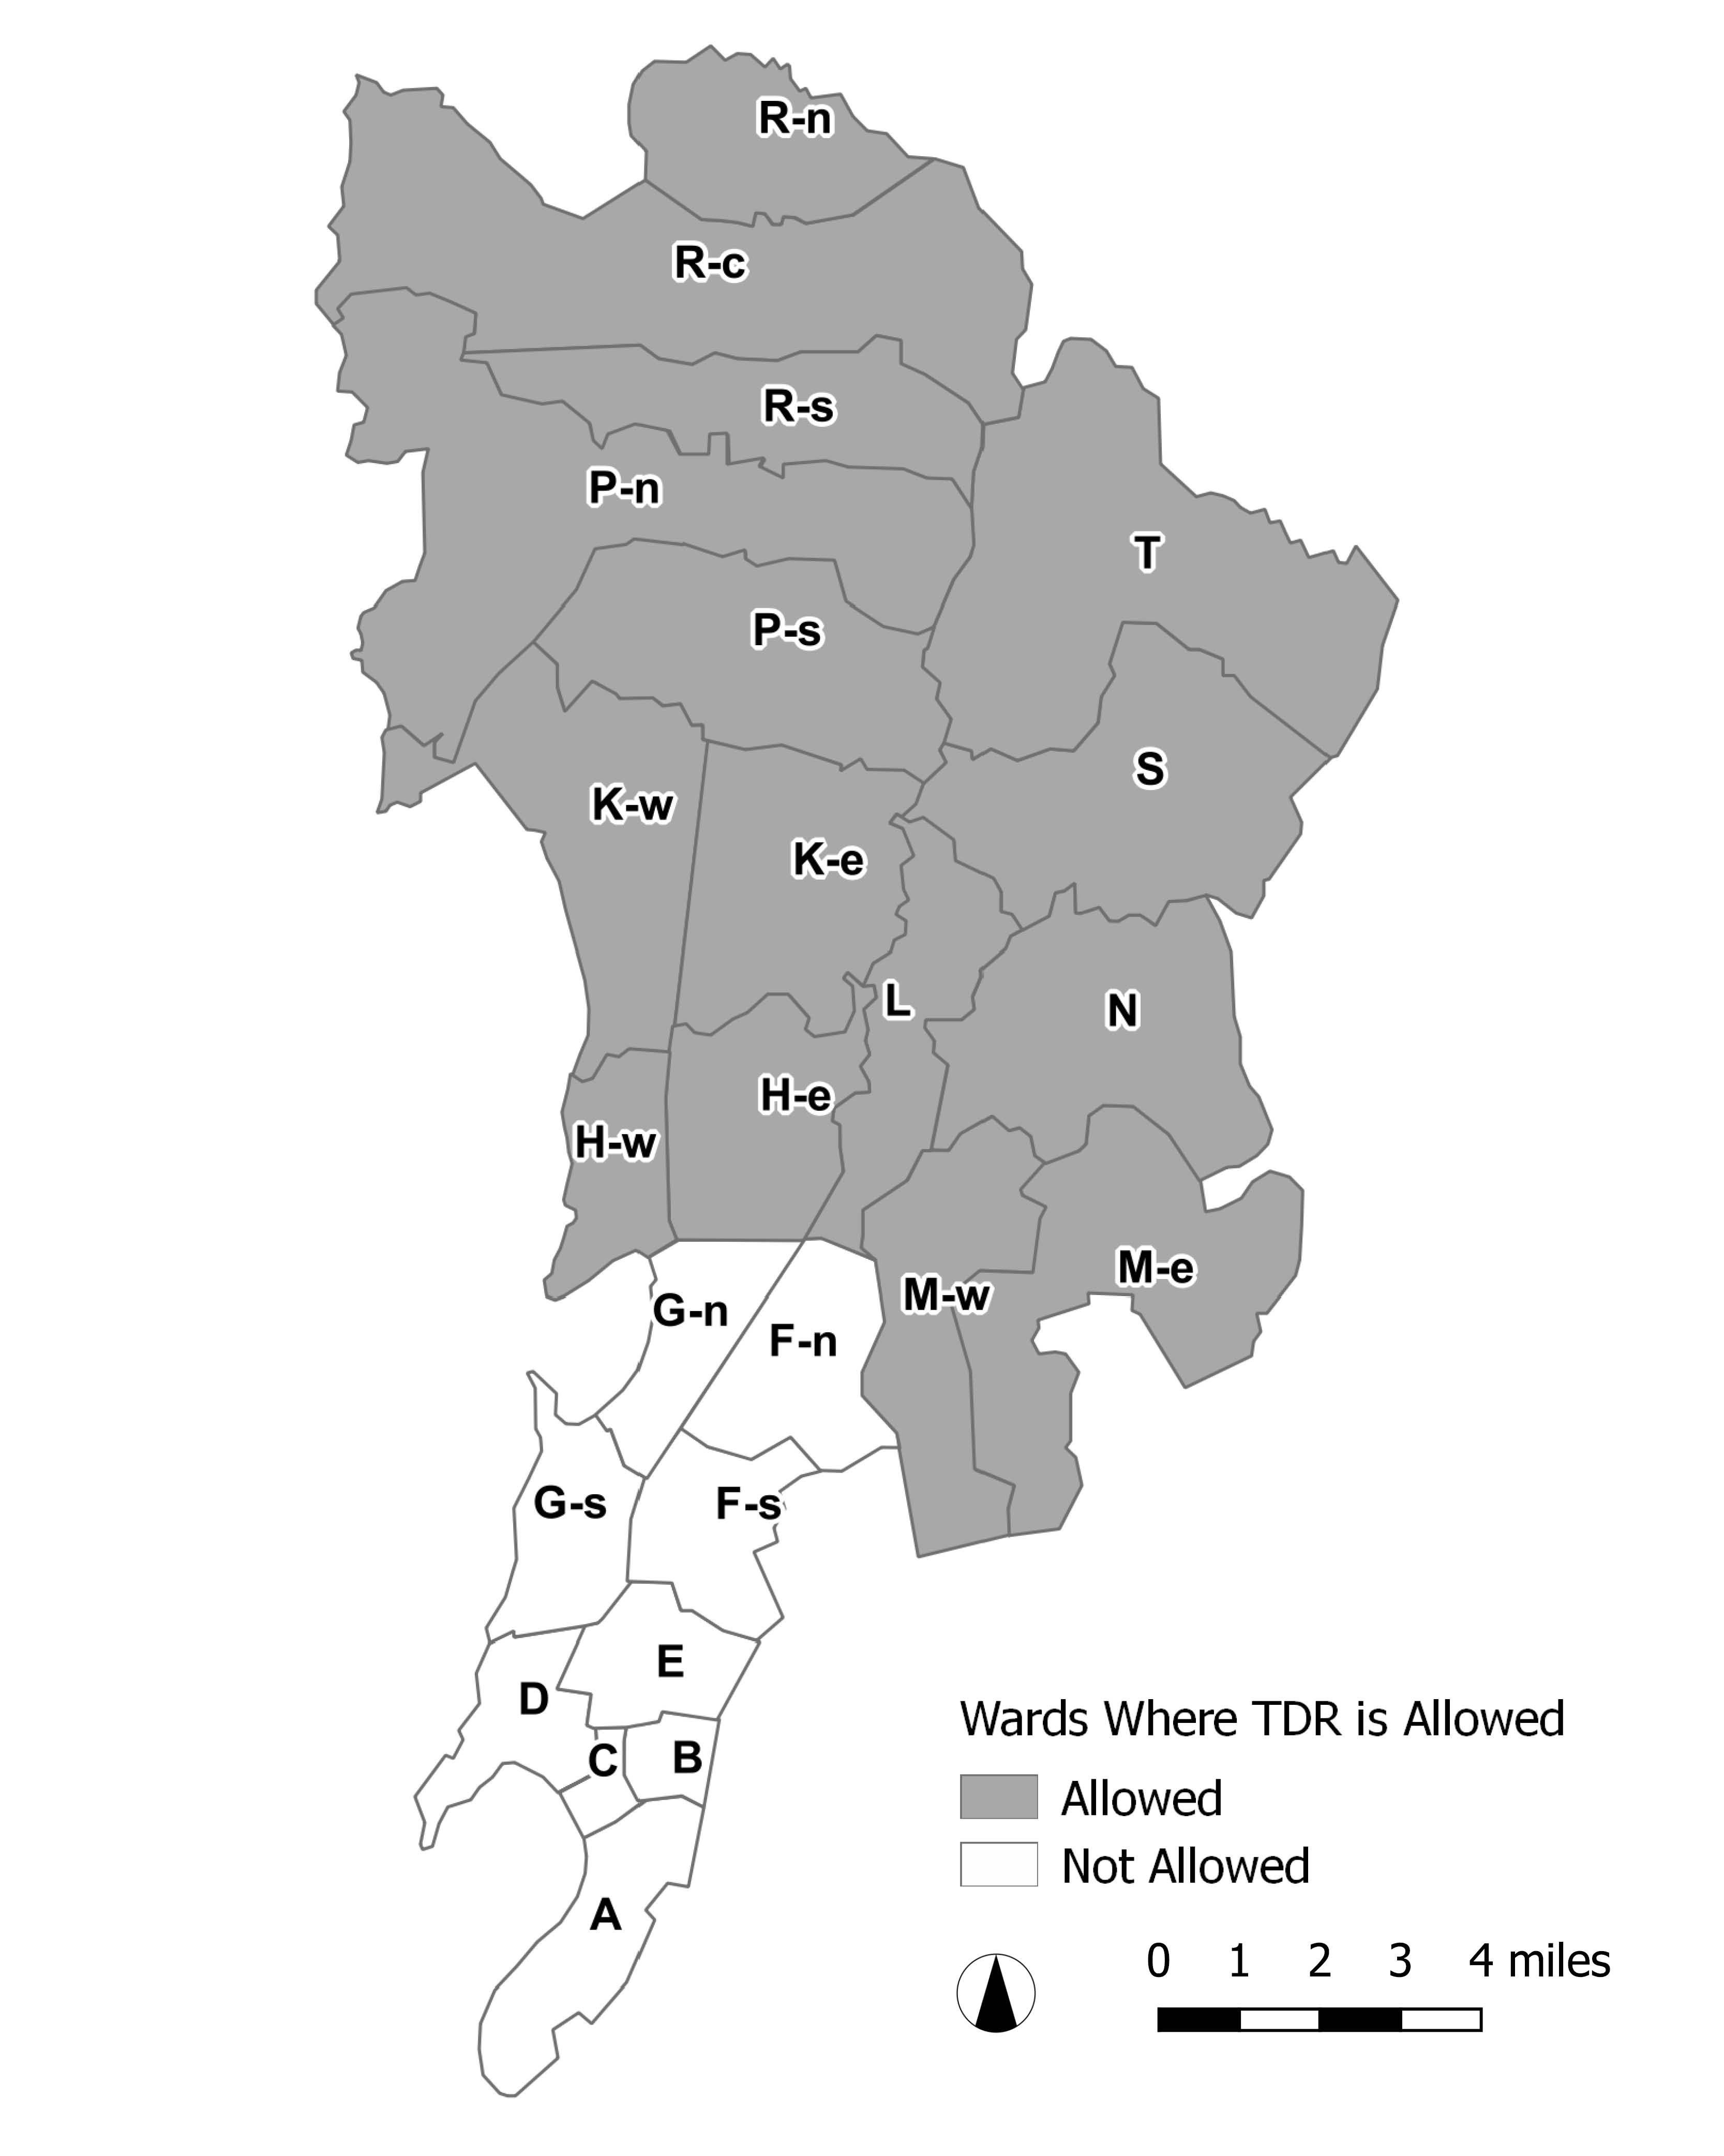 R-n
R-c
R-s
P-n
T
P-s
S
K-w
K-e
L
N
H-e
H-w
M-e
M-w
G-n
F-n
G-s
F-s
E
D
C
B
A
Wards Where TDR is Allowed
Allowed
Not Allowed
0 1 2 3 4 miles